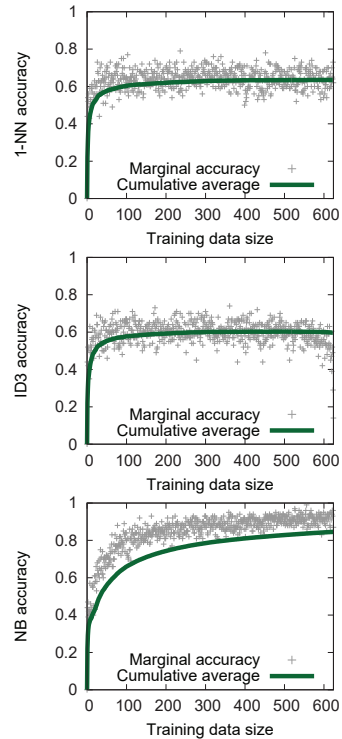 1
0.8
0.6
0.4
0.2
0
1-NN accuracy
Marginal accuracy
Cumulative average
0 100 200 300 400 500 600
Training data size
1
0.8
0.6
0.4
0.2
0
ID3 accuracy
Marginal accuracy
Cumulative average
0 100 200 300 400 500 600
Training data size
1
0.8
0.6
0.4
0.2
0
NB accuracy
Marginal accuracy
Cumulative average
0 100 200 300 400 500 600
Training data size